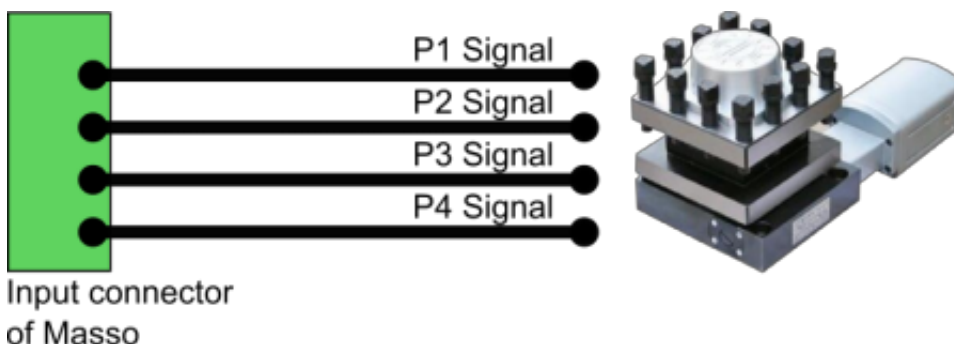 P1 Signal
P2 Signal
P3 Signal
P4 Signal
Input connector
of Masso